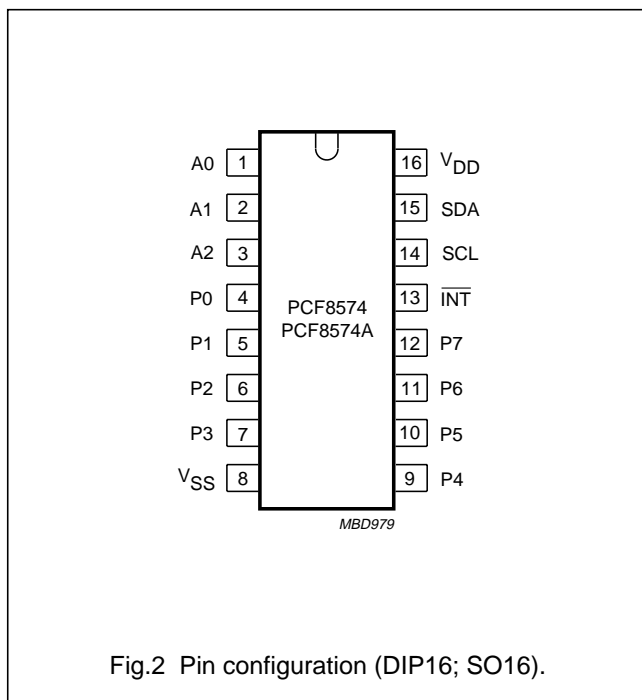 A0 1 16 VDD
A1 2 15 SDA
A2 3 14 SCL
P0 4 13 INT
PCF8574
PCF8574A
P1 5 12 P7
P2 6 11 P6
P3 7 10 P5
VSS 8 9 P4
MBD979
Fig.2 Pin configuration (DIP16; SO16).